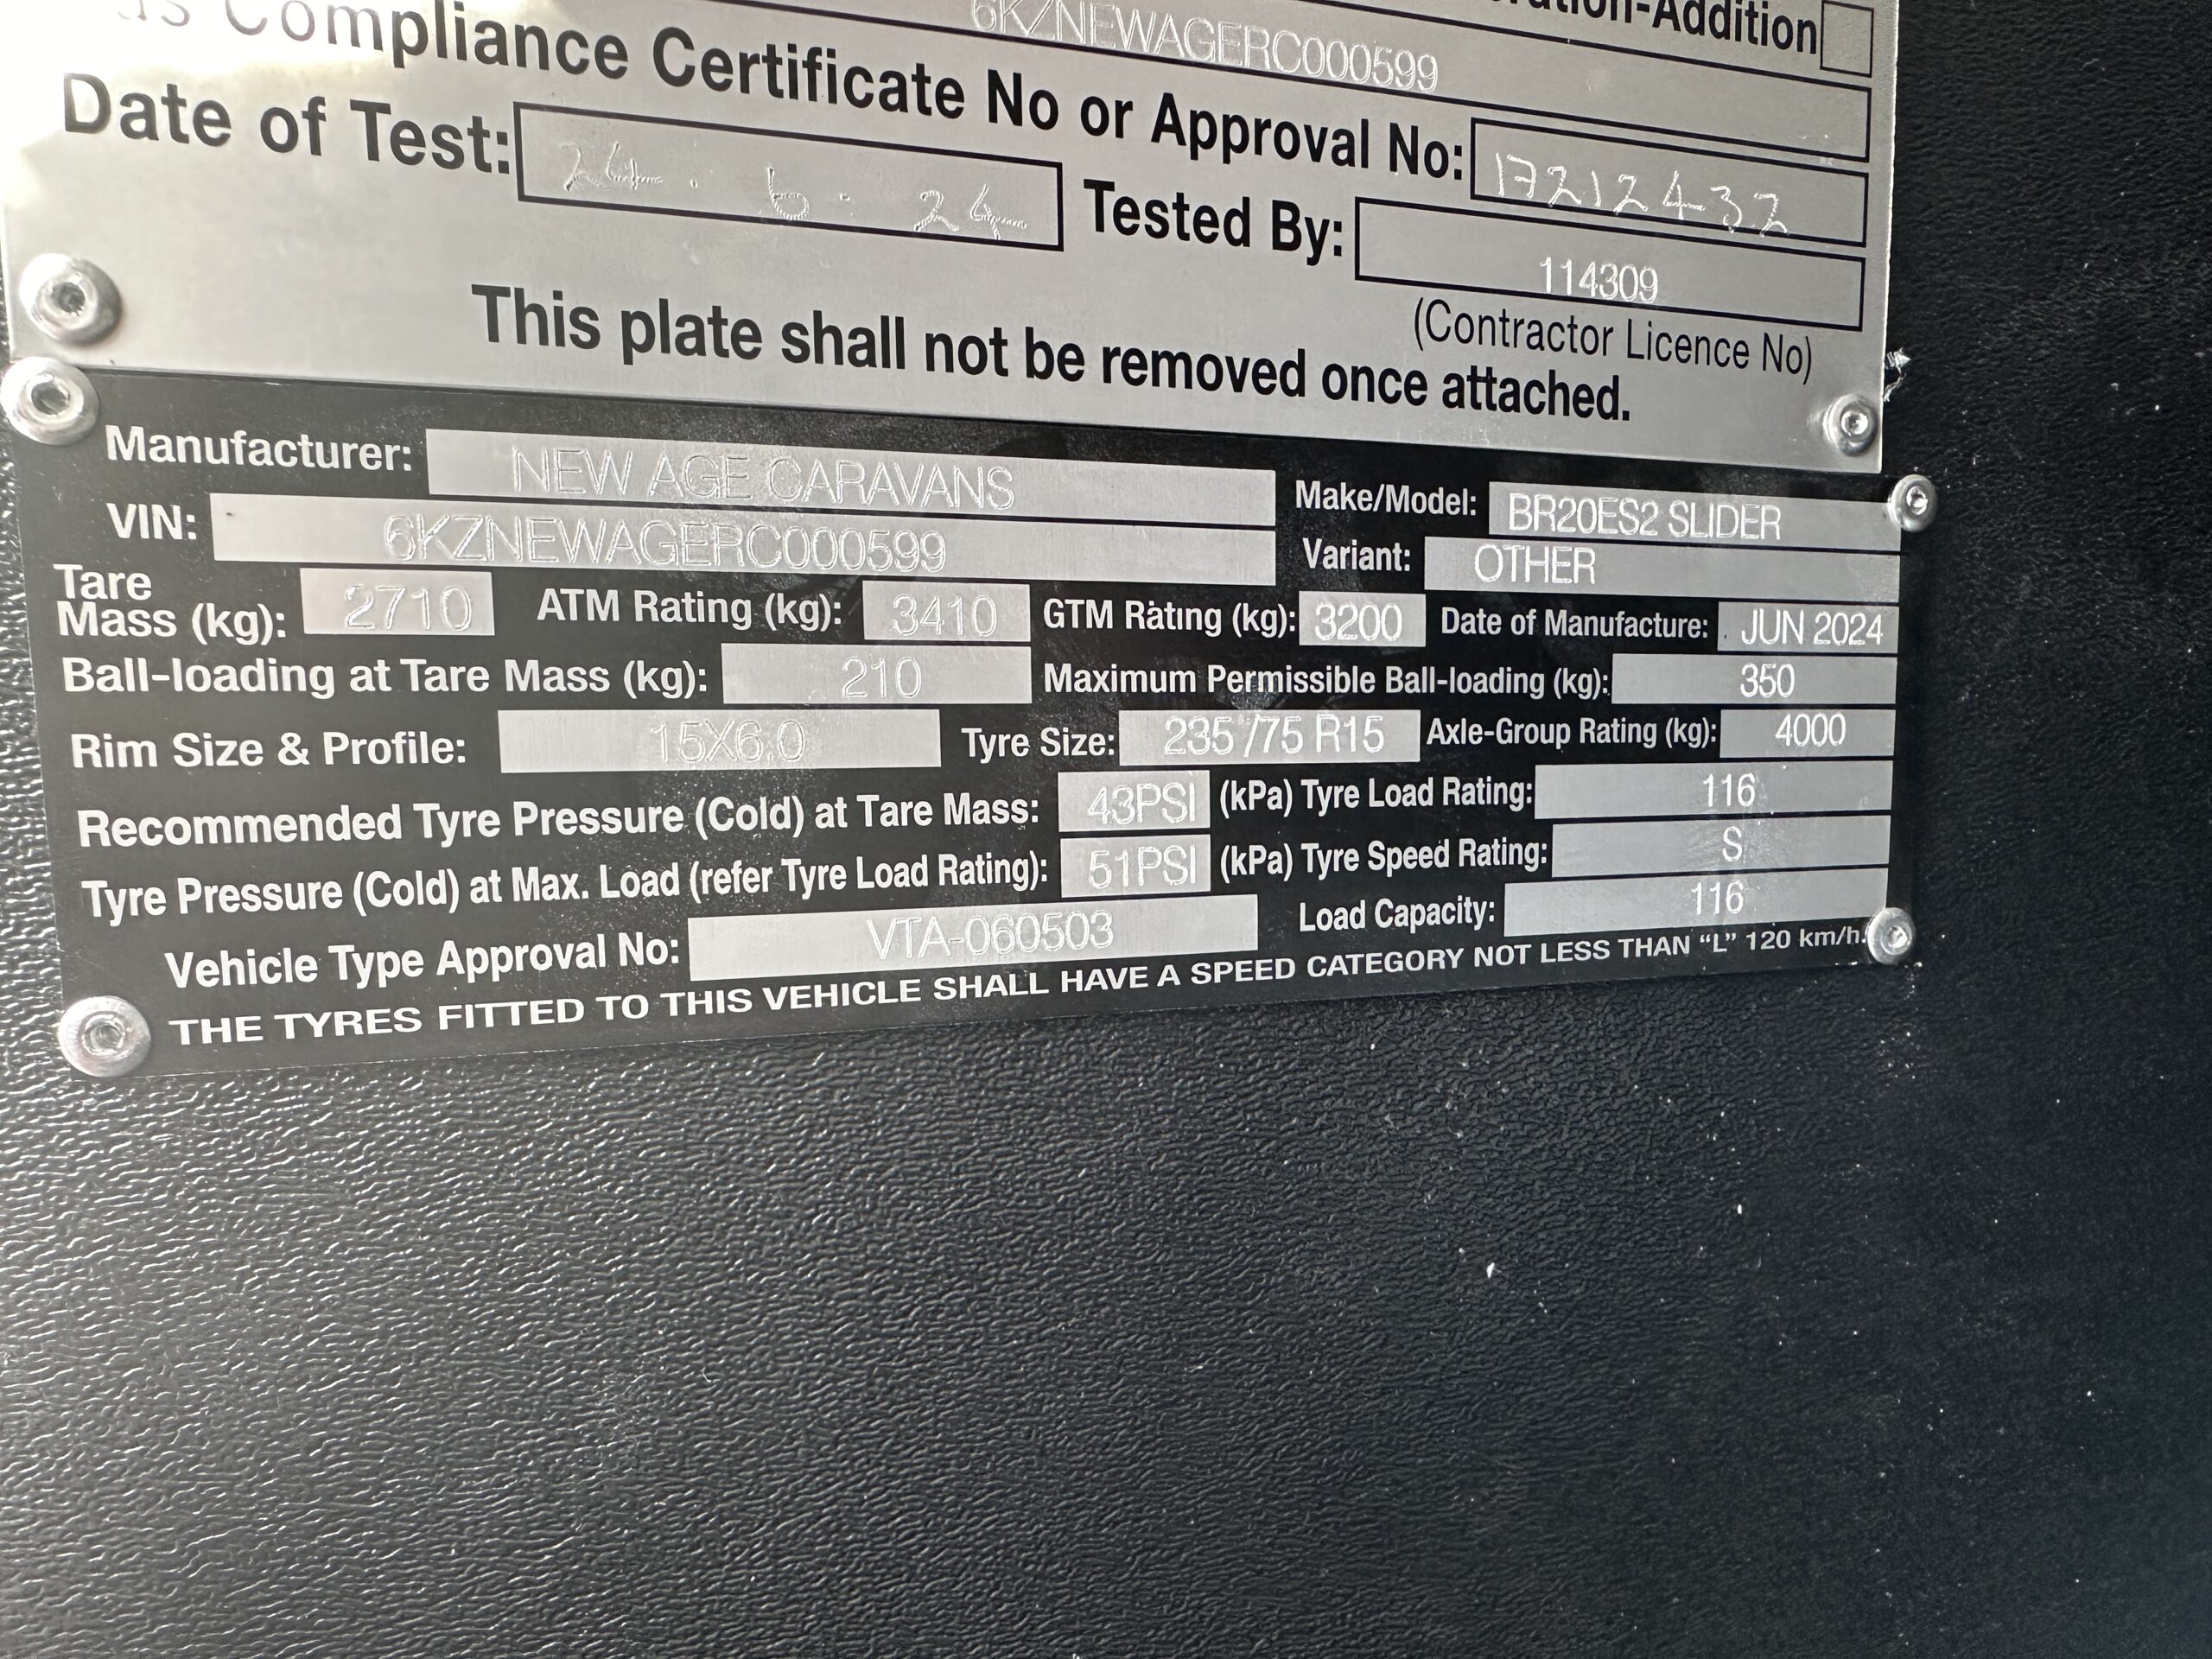 ration-Addition
6KZNEWAGERC000599
Compliance Certificate No or Approval No: 17212432
Date of Test: 24.6.24 Tested By: 114309
(Contractor Licence No)
This plate shall not be removed once attached.
Manufacturer: NEW AGE CARAVANS Make/Model: BR20ES2 SLIDER
VIN: 6KZNEWAGERC000599 Variant: OTHER
Tare Mass (kg): 2710 ATM Rating (kg): 3410 GTM Rating (kg): 3200 Date of Manufacture: JUN 2024
Ball-loading at Tare Mass (kg): 210 Maximum Permissible Ball-loading (kg): 350
Rim Size & Profile: 15X6.0 Tyre Size: 235/75 R15 Axle-Group Rating (kg): 4000
Recommended Tyre Pressure (Cold) at Tare Mass: 43PSI (kPa) Tyre Load Rating: 116
Tyre Pressure (Cold) at Max. Load (refer Tyre Load Rating): 51PSI (kPa) Tyre Speed Rating: S
Vehicle Type Approval No: VTA-060503 Load Capacity: 116
THE TYRES FITTED TO THIS VEHICLE SHALL HAVE A SPEED CATEGORY NOT LESS THAN “L” 120 km/h.